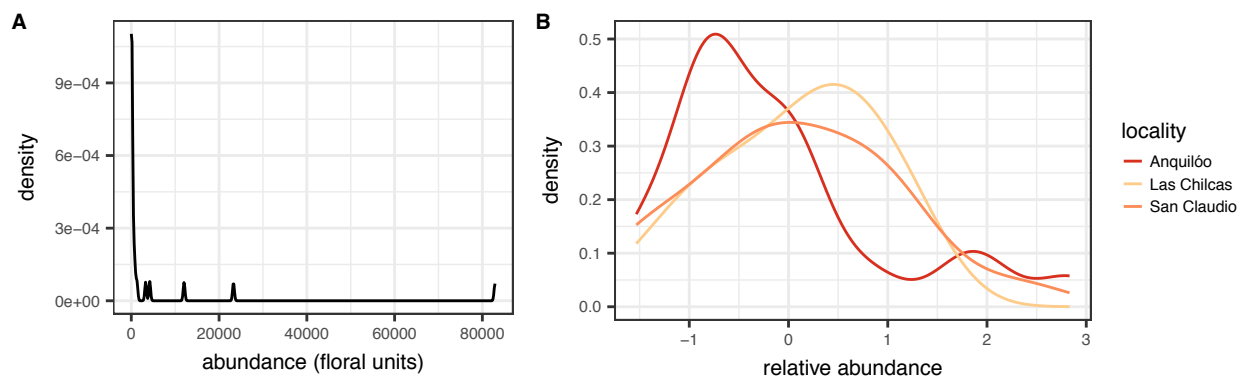 A
density
9e−04
6e−04
3e−04
0e+00
0 20000 40000 60000 80000
abundance (floral units)
B
density
0.5
0.4
0.3
0.2
0.1
0.0
−1 0 1 2 3
relative abundance
locality
Anquilóo
Las Chilcas
San Claudio